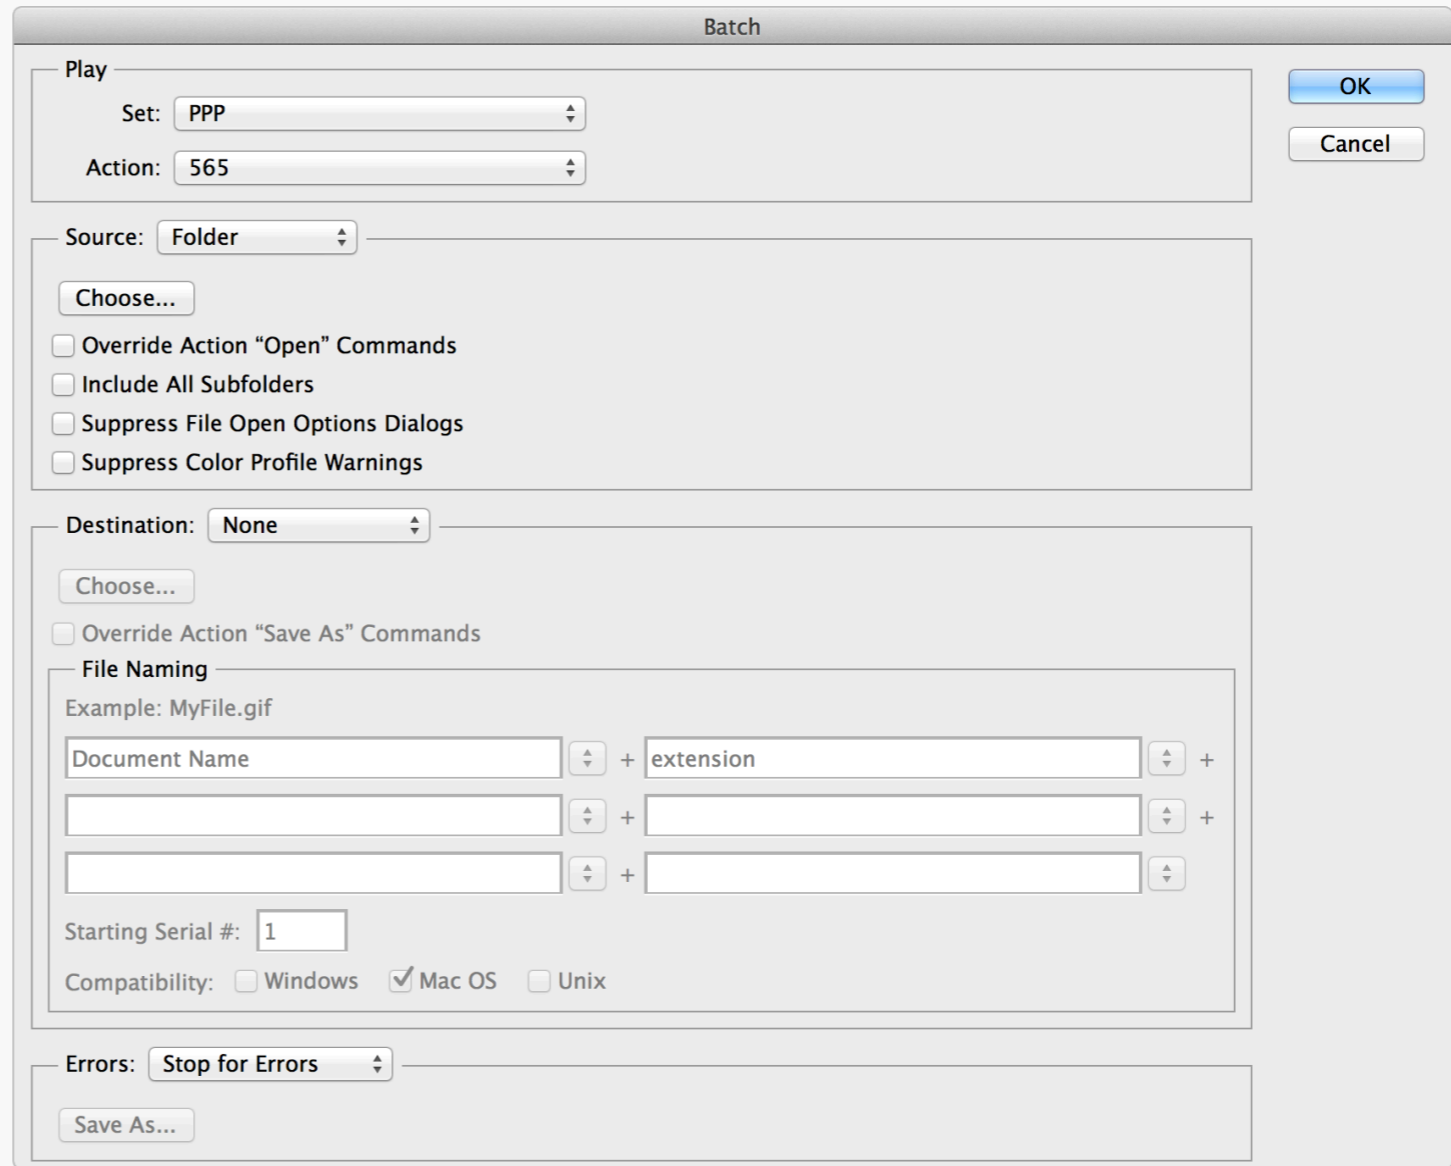 Batch
Play
Set: PPP
Action: 565
OK
Cancel
Source: Folder
Choose...
Override Action “Open” Commands
Include All Subfolders
Suppress File Open Options Dialogs
Suppress Color Profile Warnings
Destination: None
Choose...
Override Action “Save As” Commands
File Naming
Example: MyFile.gif
Document Name + extension +
+ +
+
Starting Serial #: 1
Compatibility: Windows Mac OS Unix
Errors: Stop for Errors
Save As...